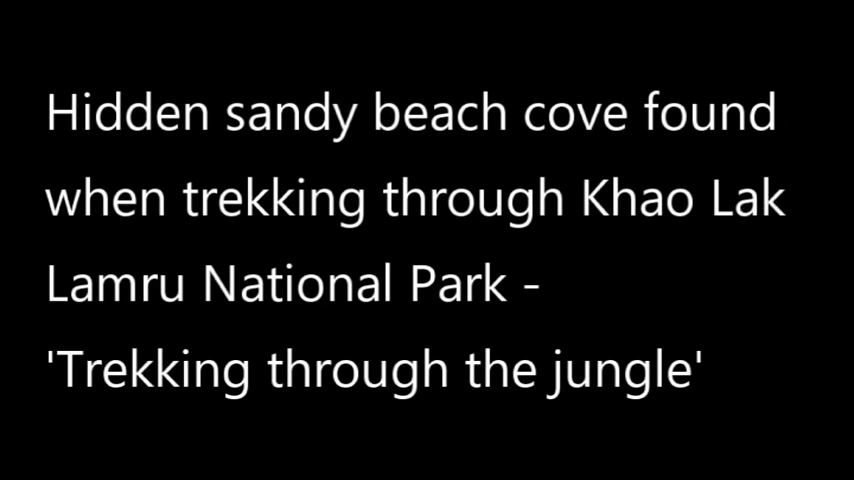 Hidden sandy beach cove found
when trekking through Khao Lak
Lamru National Park -
'Trekking through the jungle'